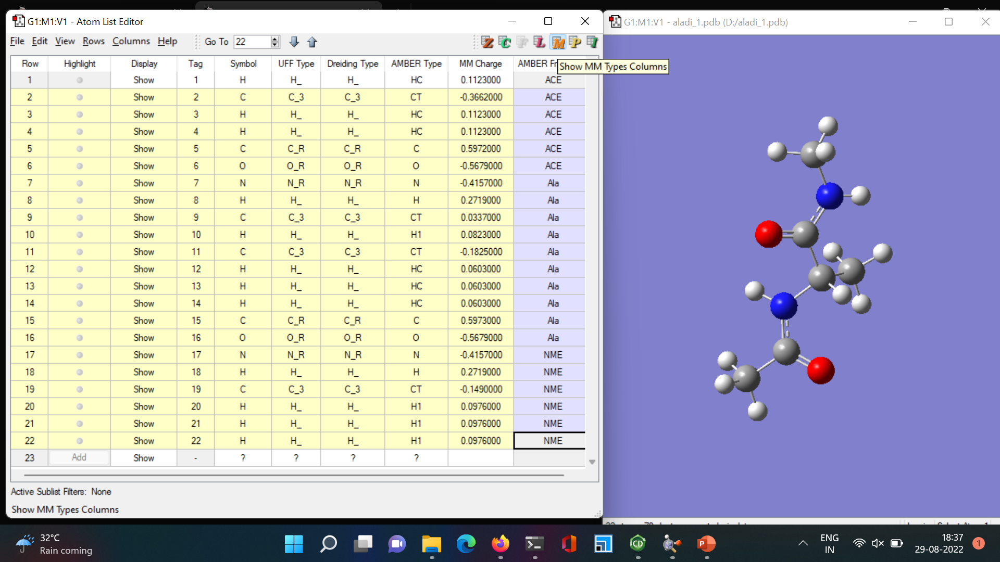 G1:M1:V1 - Atom List Editor
File Edit View Rows Columns Help Go To 22
Z C F L M P I
Row Highlight Display Tag Symbol UFF Type Dreiding Type AMBER Type MM Charge AMBER Fr
Show MM Types Columns
1 Show 1 H H_ H_ HC 0.1123000 ACE
2 Show 2 C C_3 C_3 CT -0.3662000 ACE
3 Show 3 H H_ H_ HC 0.1123000 ACE
4 Show 4 H H_ H_ HC 0.1123000 ACE
5 Show 5 C C_R C_R C 0.5972000 ACE
6 Show 6 O O_R O_R O -0.5679000 ACE
7 Show 7 N N_R N_R N -0.4157000 Ala
8 Show 8 H H_ H_ H 0.2719000 Ala
9 Show 9 C C_3 C_3 CT 0.0337000 Ala
10 Show 10 H H_ H_ H1 0.0823000 Ala
11 Show 11 C C_3 C_3 CT -0.1825000 Ala
12 Show 12 H H_ H_ HC 0.0603000 Ala
13 Show 13 H H_ H_ HC 0.0603000 Ala
14 Show 14 H H_ H_ HC 0.0603000 Ala
15 Show 15 C C_R C_R C 0.5973000 Ala
16 Show 16 O O_R O_R O -0.5679000 Ala
17 Show 17 N N_R N_R N -0.4157000 NME
18 Show 18 H H_ H_ H 0.2719000 NME
19 Show 19 C C_3 C_3 CT -0.1490000 NME
20 Show 20 H H_ H_ H1 0.0976000 NME
21 Show 21 H H_ H_ H1 0.0976000 NME
22 Show 22 H H_ H_ H1 0.0976000 NME
23 Add Show - ? ? ? ?
Active Sublist Filters: None
Show MM Types Columns
G1:M1:V1 - aladi_1.pdb (D:/aladi_1.pdb)
32°C
Rain coming
CD
P
ENG
IN
18:37
29-08-2022
1